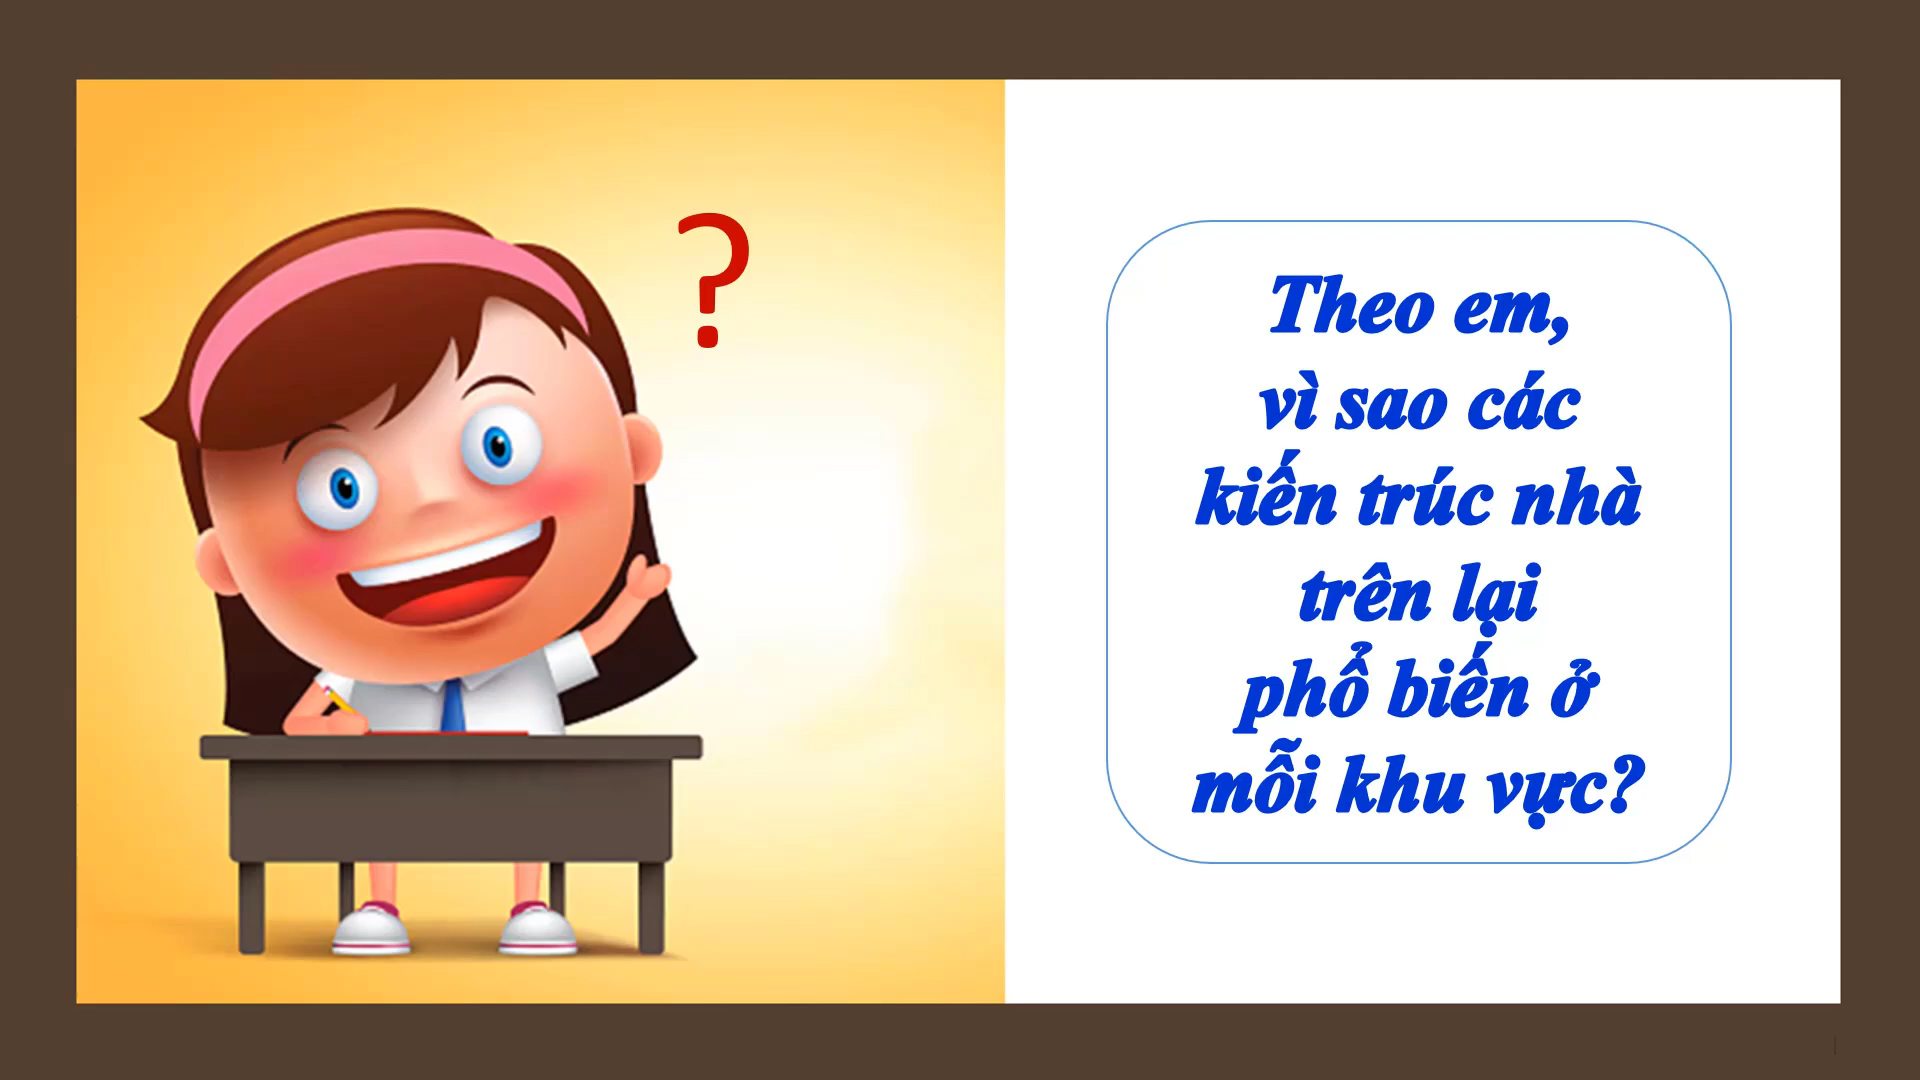 ?
Theo em,
vì sao các
kiến trúc nhà
trên lại
phổ biến ở
mỗi khu vực?